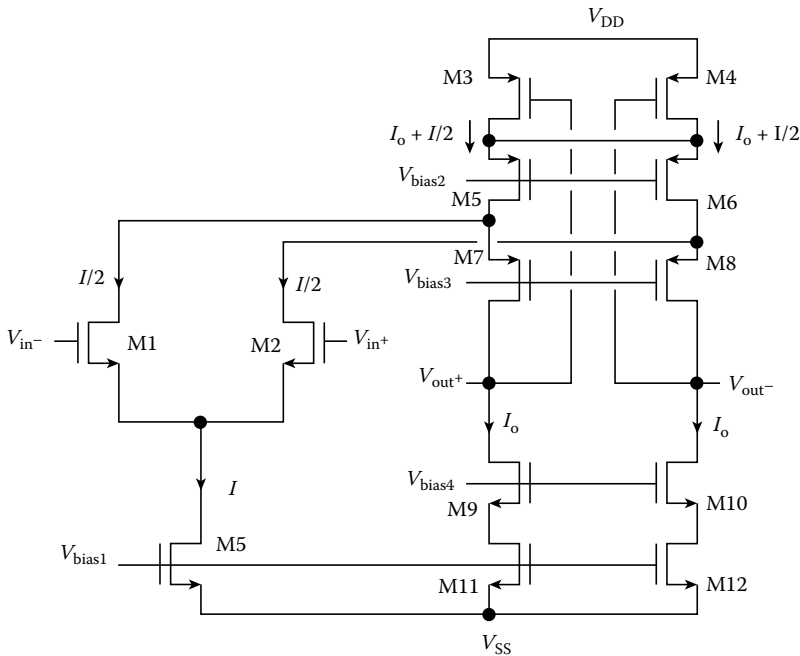 V_DD
M3
M4
I_o + I/2
I_o + I/2
V_bias2
M5
M6
M7
M8
I/2
I/2
V_bias3
V_in−
M1
M2
V_in+
V_out+
V_out−
I_o
I_o
I
V_bias4
M9
M10
M5
V_bias1
M11
M12
V_SS